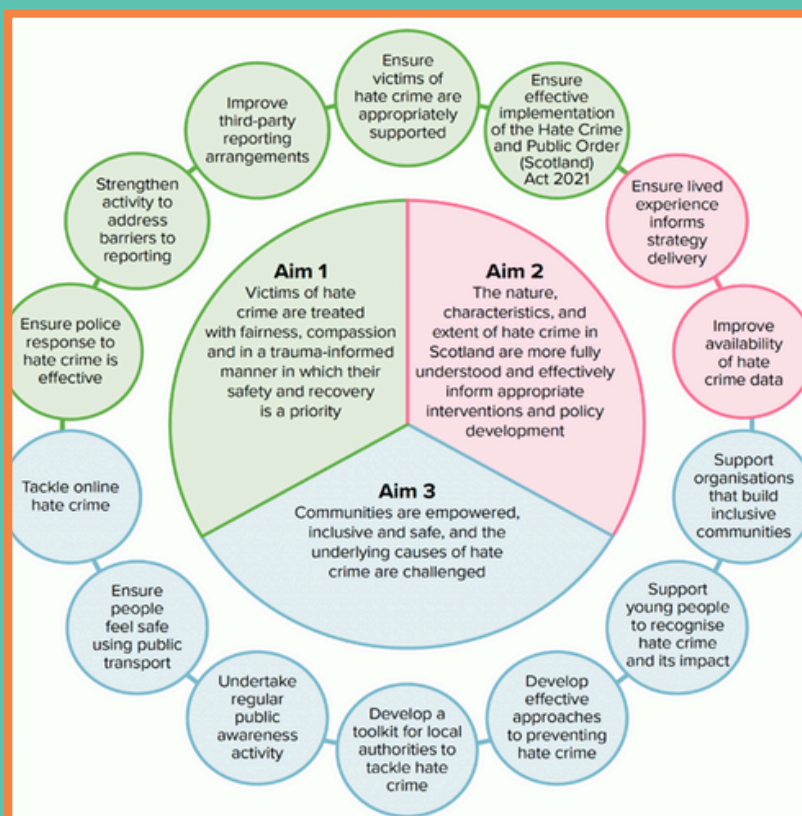 Ensure
victims of
hate crime are
appropriately
supported
Ensure
effective
implementation
of the Hate Crime
and Public Order
(Scotland)
Act 2021
Ensure lived
experience
informs
strategy
delivery
Improve
availability
of hate
crime data
Support
organisations
that build
inclusive
communities
Support
young people
to recognise
hate crime
and its impact
Develop
effective
approaches
to preventing
hate crime
Develop a
toolkit for local
authorities to
tackle hate
crime
Undertake
regular
public
awareness
activity
Ensure
people
feel safe
using public
transport
Tackle online
hate crime
Ensure police
response to
hate crime is
effective
Strengthen
activity to
address
barriers to
reporting
Improve
third-party
reporting
arrangements
Aim 1
Victims of hate
crime are treated
with fairness, compassion
and in a trauma-informed
manner in which their
safety and recovery
is a priority
Aim 2
The nature,
characteristics, and
extent of hate crime in
Scotland are more fully
understood and effectively
inform appropriate
interventions and policy
development
Aim 3
Communities are empowered,
inclusive and safe, and the
underlying causes of hate
crime are challenged